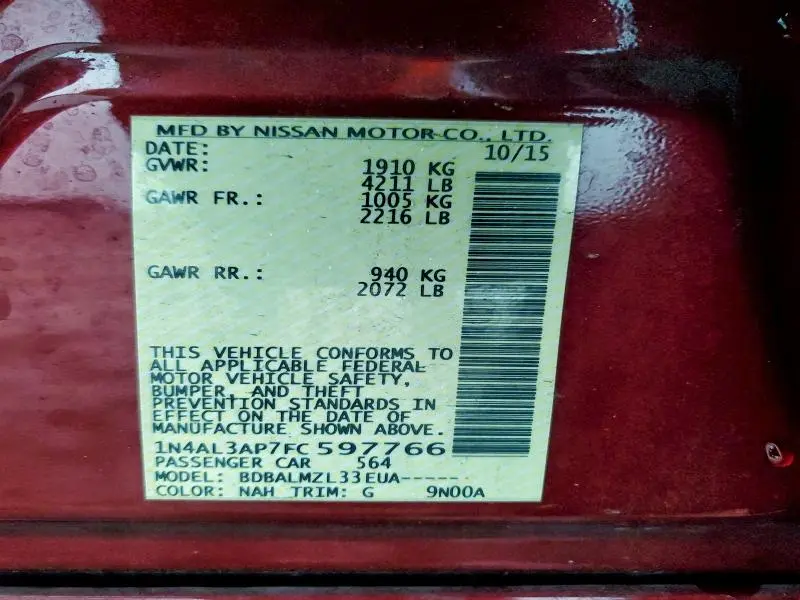 MFD BY NISSAN MOTOR CO., LTD.
DATE: 10/15
GVWR: 1910 KG
4211 LB
GAWR FR.: 1005 KG
2216 LB
GAWR RR.: 940 KG
2072 LB
THIS VEHICLE CONFORMS TO
ALL APPLICABLE FEDERAL
MOTOR VEHICLE SAFETY,
BUMPER, AND THEFT
PREVENTION STANDARDS IN
EFFECT ON THE DATE OF
MANUFACTURE SHOWN ABOVE.
1N4AL3AP7FC597766
PASSENGER CAR 564
MODEL: BDBALMZL33EUA-----
COLOR: NAH TRIM: G 9N00A